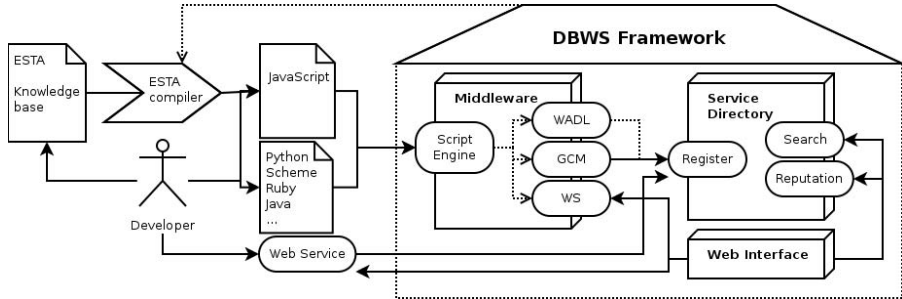 DBWS Framework
ESTA
Knowledge
base
ESTA
compiler
JavaScript
Python
Scheme
Ruby
Java
...
Developer
Web Service
Middleware
Script
Engine
WADL
GCM
WS
Service
Directory
Search
Register
Reputation
Web Interface